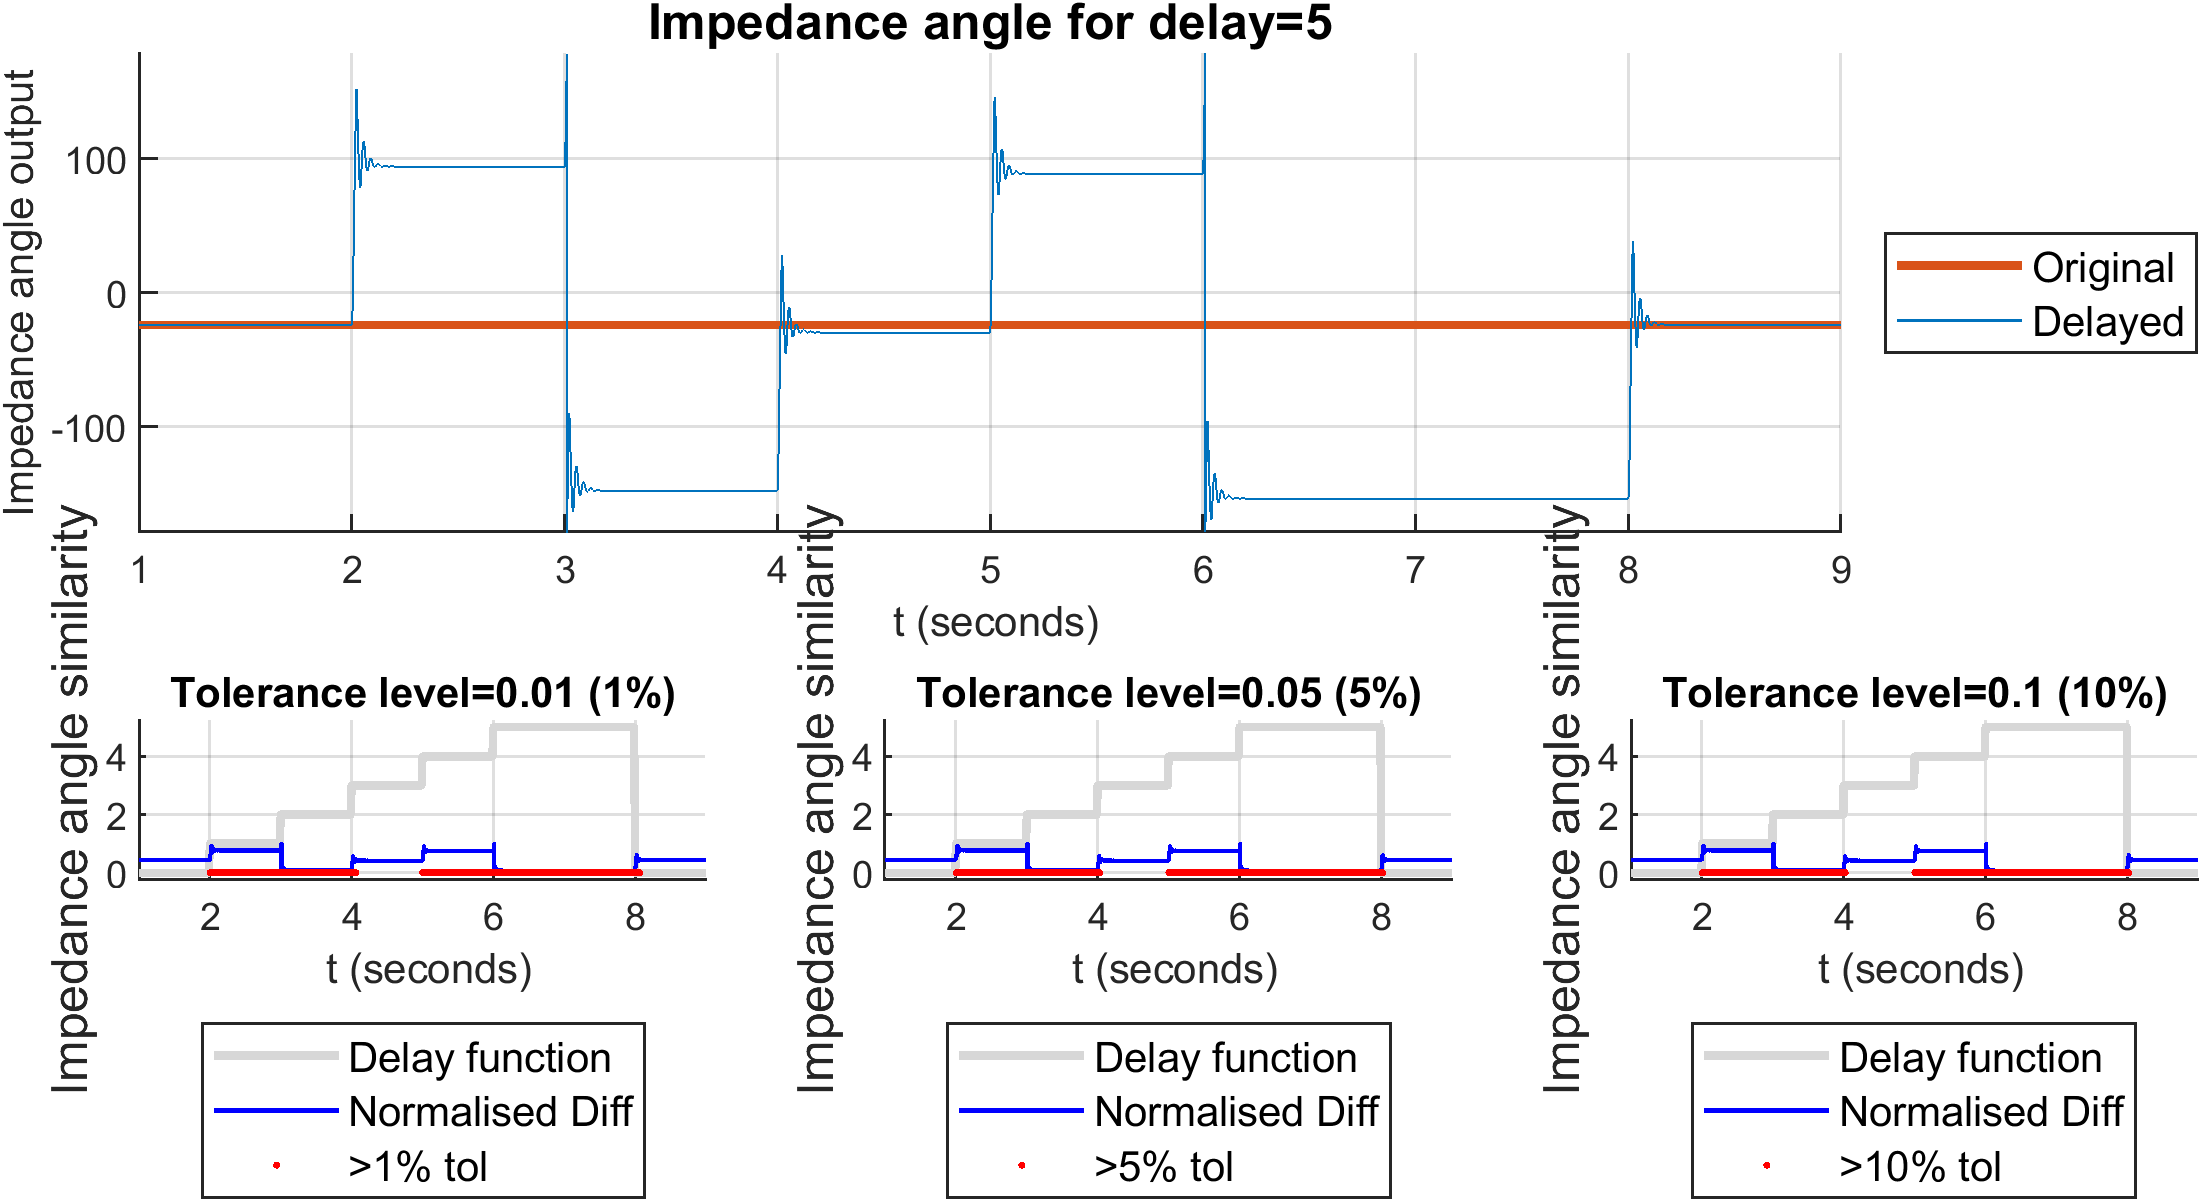 Impedance angle for delay=5
Impedance angle output
100
0
-100
1 2 3 4 5 6 7 8 9
t (seconds)
Original
Delayed
Tolerance level=0.01 (1%)
Impedance angle similarity
4
2
0
2 4 6 8
t (seconds)
Delay function
Normalised Diff
>1% tol
Tolerance level=0.05 (5%)
Impedance angle similarity
4
2
0
2 4 6 8
t (seconds)
Delay function
Normalised Diff
>5% tol
Tolerance level=0.1 (10%)
Impedance angle similarity
4
2
0
2 4 6 8
t (seconds)
Delay function
Normalised Diff
>10% tol